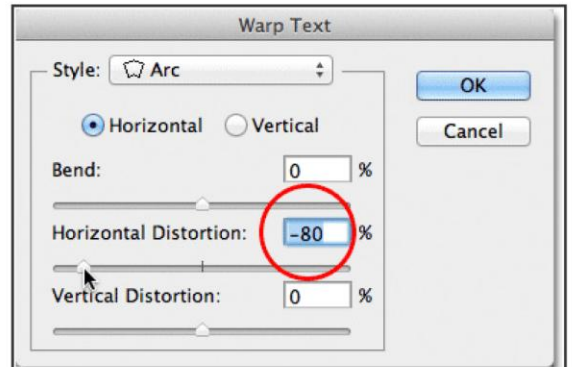 Warp Text
Style: Arc
OK
Horizontal Vertical
Cancel
Bend: 0 %
Horizontal Distortion: -80 %
Vertical Distortion: 0 %